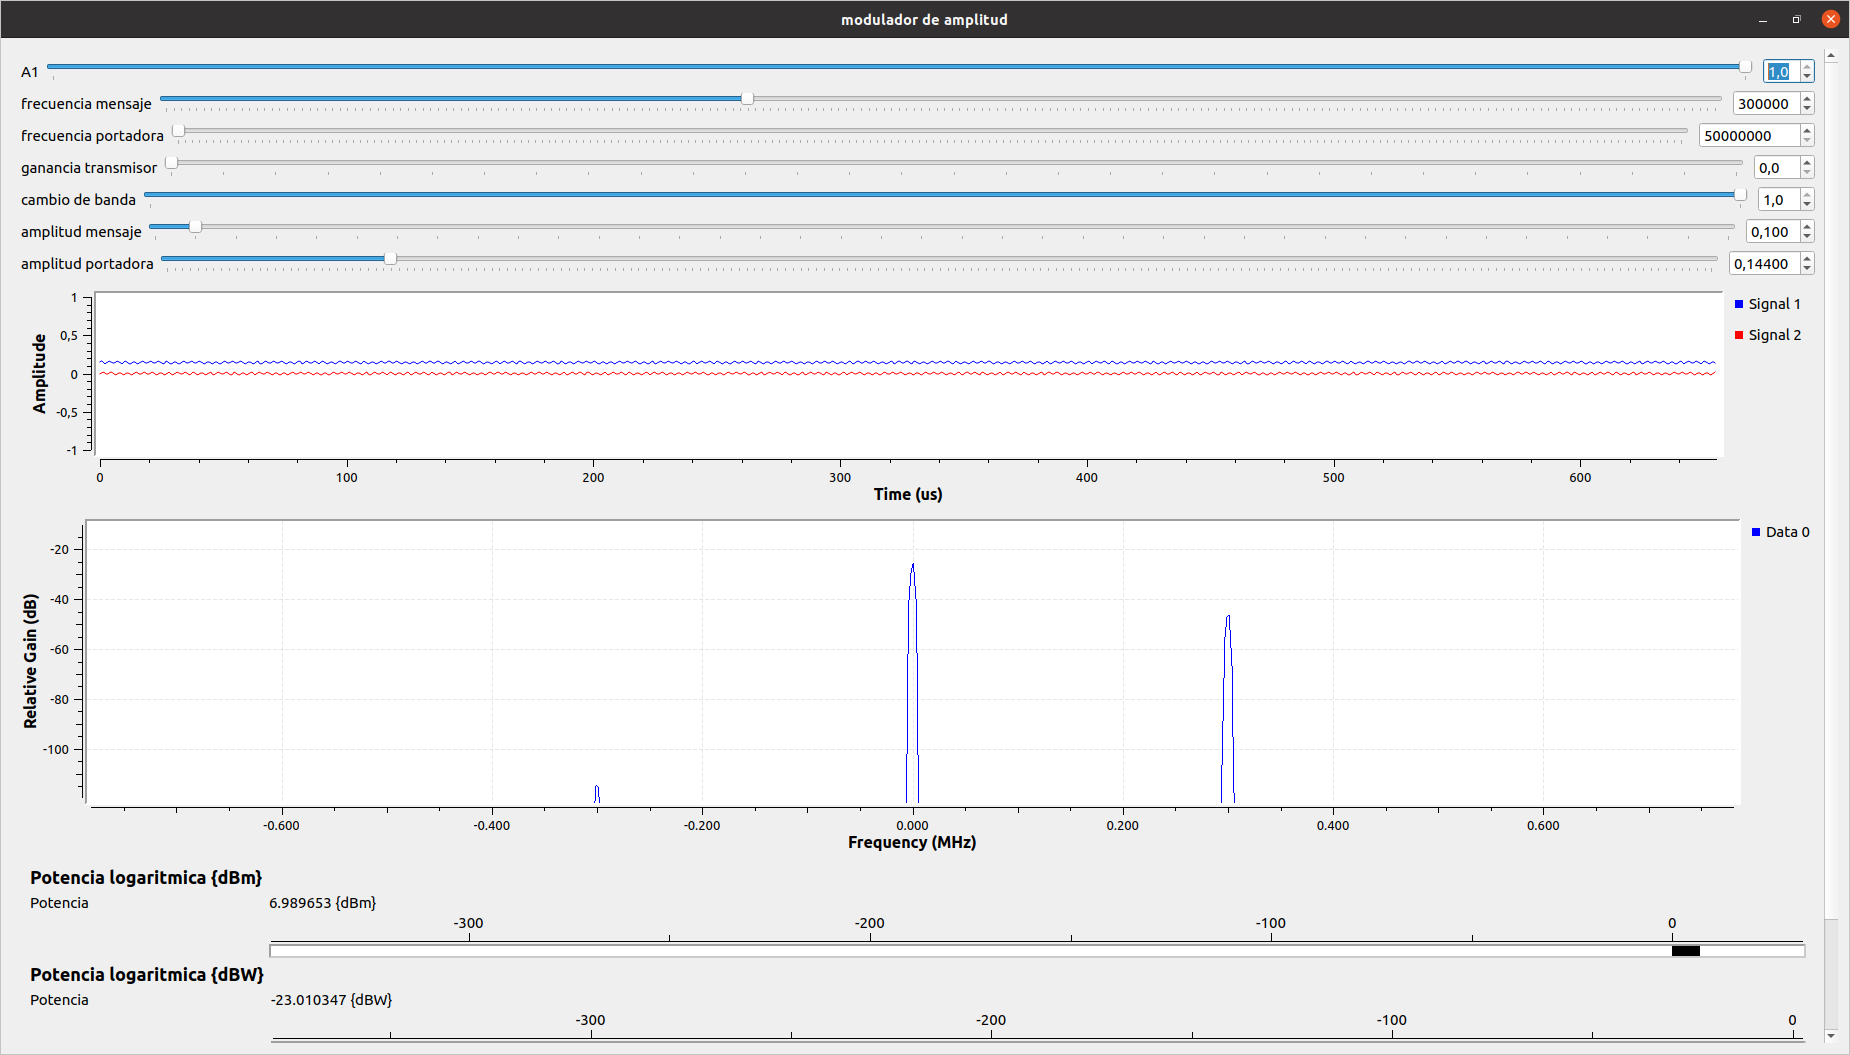 modulador de amplitud
A1 1,0
frecuencia mensaje 300000
frecuencia portadora 50000000
ganancia transmisor 0,0
cambio de banda 1,0
amplitud mensaje 0,100
amplitud portadora 0,14400
1
0,5
0
-0,5
-1
Amplitude
Signal 1
Signal 2
0 100 200 300 400 500 600
Time (us)
-20
-40
-60
-80
-100
Relative Gain (dB)
Data 0
-0.600 -0.400 -0.200 0.000 0.200 0.400 0.600
Frequency (MHz)
Potencia logaritmica {dBm}
Potencia 6.989653 {dBm}
-300 -200 -100 0
Potencia logaritmica {dBW}
Potencia -23.010347 {dBW}
-300 -200 -100 0